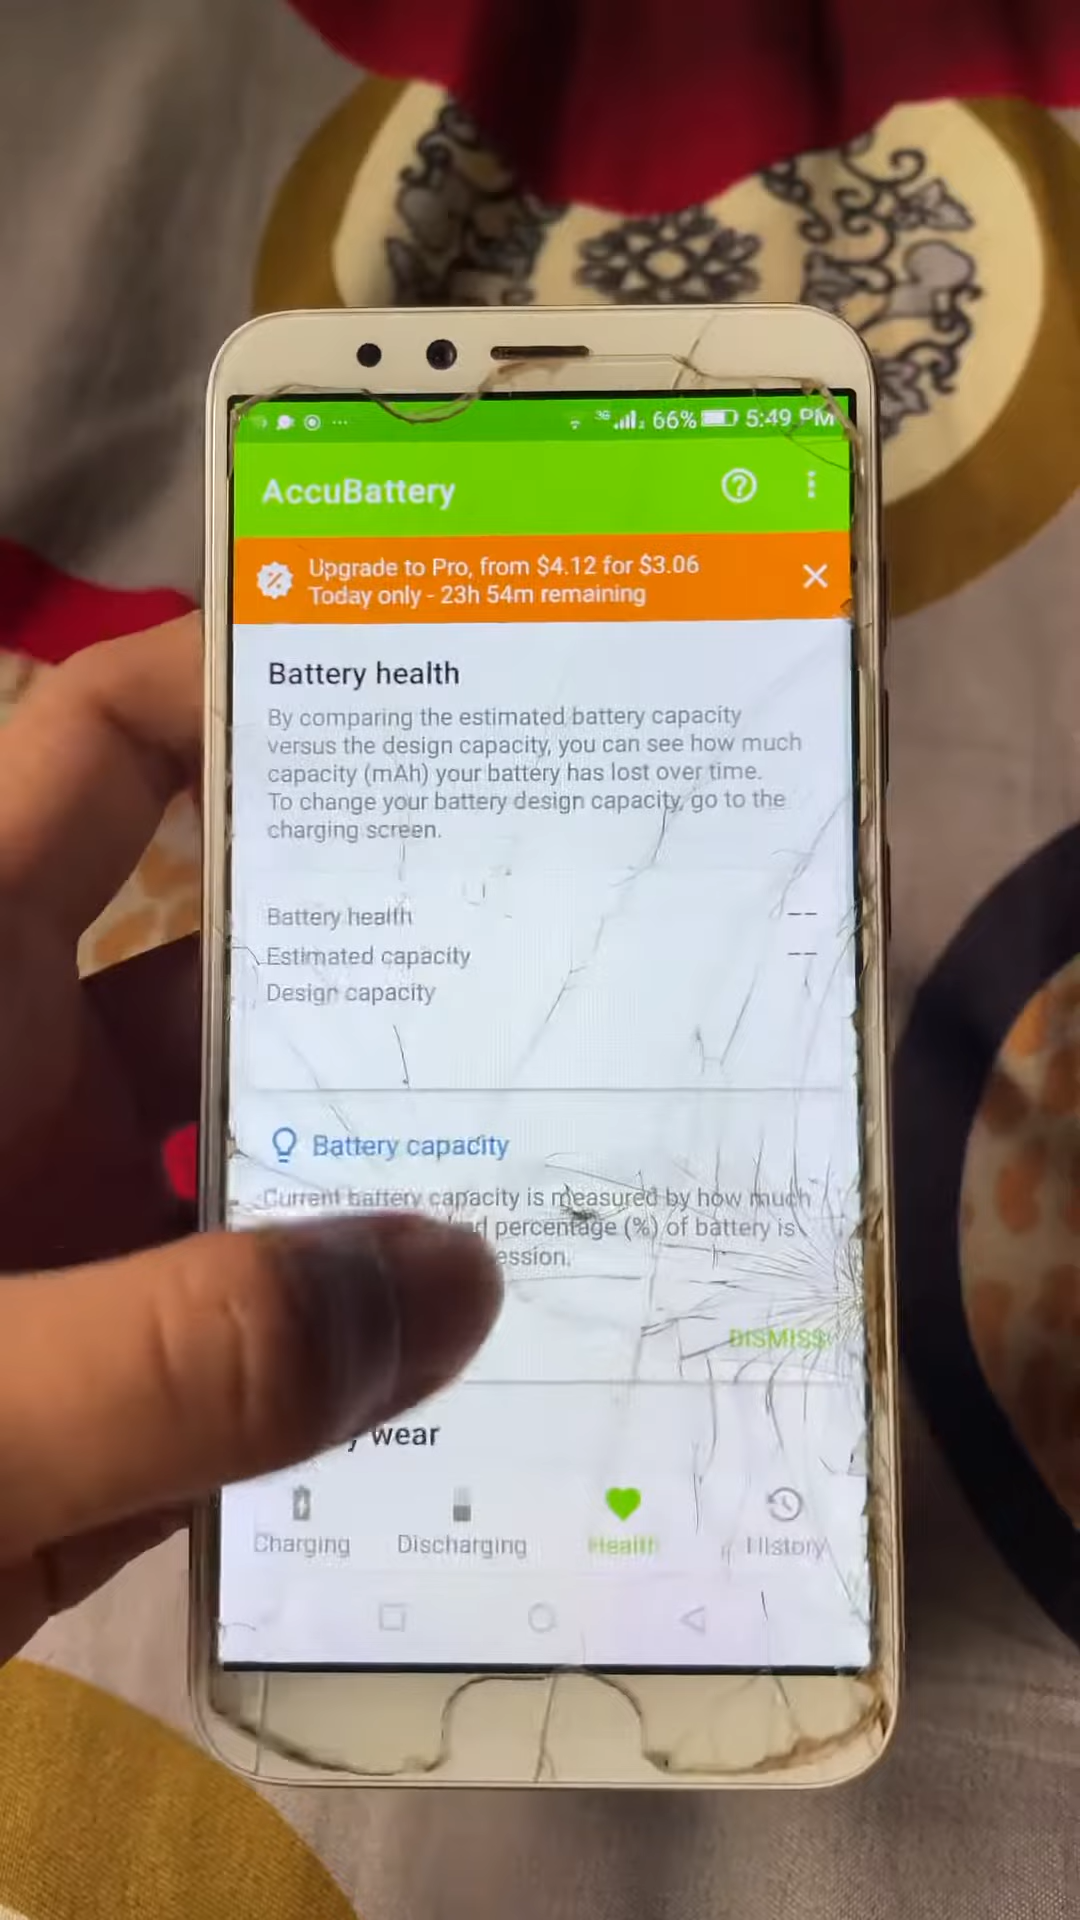 3G 66% 5:49 PM
AccuBattery
Upgrade to Pro, from $4.12 for $3.06
Today only - 23h 54m remaining
Battery health
By comparing the estimated battery capacity
versus the design capacity, you can see how much
capacity (mAh) your battery has lost over time.
To change your battery design capacity, go to the
charging screen.
Battery health --
Estimated capacity --
Design capacity
Battery capacity
Current battery capacity is measured by how much
percentage (%) of battery is
DISMISS
wear
Charging Discharging Health History